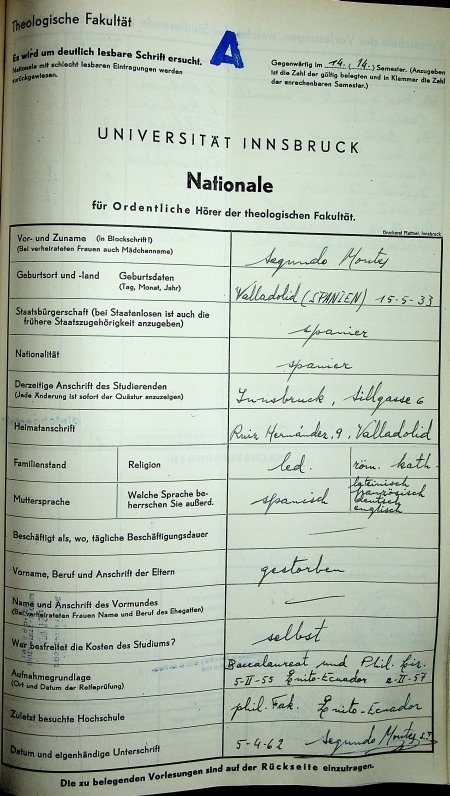 Theologische Fakultät
A
Es wird um deutlich lesbare Schrift ersucht.
Nationale mit schlecht lesbaren Eintragungen werden
zurückgewiesen.
Gegenwärtig im 14. (14.) Semester. (Anzugeben
ist die Zahl der gültig belegten und in Klammer die Zahl
der anrechenbaren Semester.)
UNIVERSITÄT INNSBRUCK
Nationale
für Ordentliche Hörer der theologischen Fakultät.
Druckerei Plattner, Innsbruck
Vor- und Zuname (in Blockschrift!)
(Bei verheirateten Frauen auch Mädchenname)
Segundo Montes
Geburtsort und -land Geburtsdaten
(Tag, Monat, Jahr)
Valladolid (SPANIEN) 15-5-33
Staatsbürgerschaft (bei Staatenlosen ist auch die
frühere Staatszugehörigkeit anzugeben)
spanier
Nationalität
spanier
Derzeitige Anschrift des Studierenden
(Jede Änderung ist sofort der Quästur anzuzeigen)
Innsbruck, Sillgasse 6
Heimatanschrift
Ruiz Hernández, 9, Valladolid
Familienstand
Religion
led.
röm. kath.
Muttersprache
Welche Sprache be-
herrschen Sie außerd.
spanisch
lateinisch
französisch
deutsch
englisch
Beschäftigt als, wo, tägliche Beschäftigungsdauer
Vorname, Beruf und Anschrift der Eltern
gestorben
Name und Anschrift des Vormundes
(Bei verheirateten Frauen Name und Beruf des Ehegatten)
Wer bestreitet die Kosten des Studiums?
selbst
Aufnahmegrundlage
(Ort und Datum der Reifeprüfung)
Baccalaureat und Phil. Liz.
5-II-55 Quito-Ecuador 2-II-57
Zuletzt besuchte Hochschule
phil. Fak. Quito-Ecuador
Datum und eigenhändige Unterschrift
5-4-62 Segundo Montes S.J.
Die zu belegenden Vorlesungen sind auf der Rückseite einzutragen.